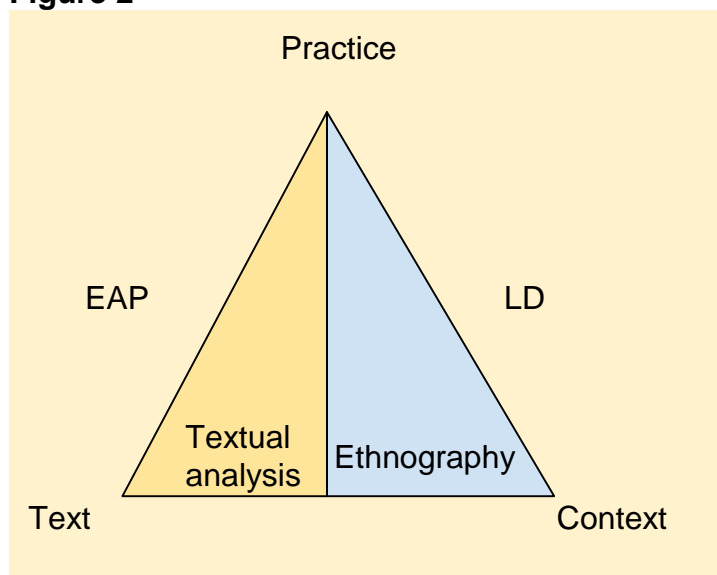 Figure 2
Practice
EAP
LD
Textual
analysis
Ethnography
Text
Context